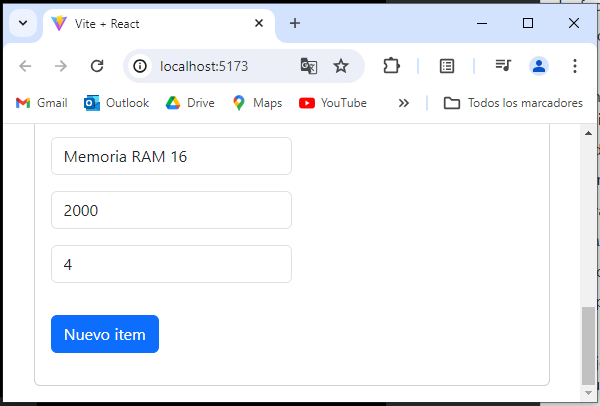 Vite + React
localhost:5173
Gmail Outlook Drive Maps YouTube Todos los marcadores
Memoria RAM 16
2000
4
Nuevo item